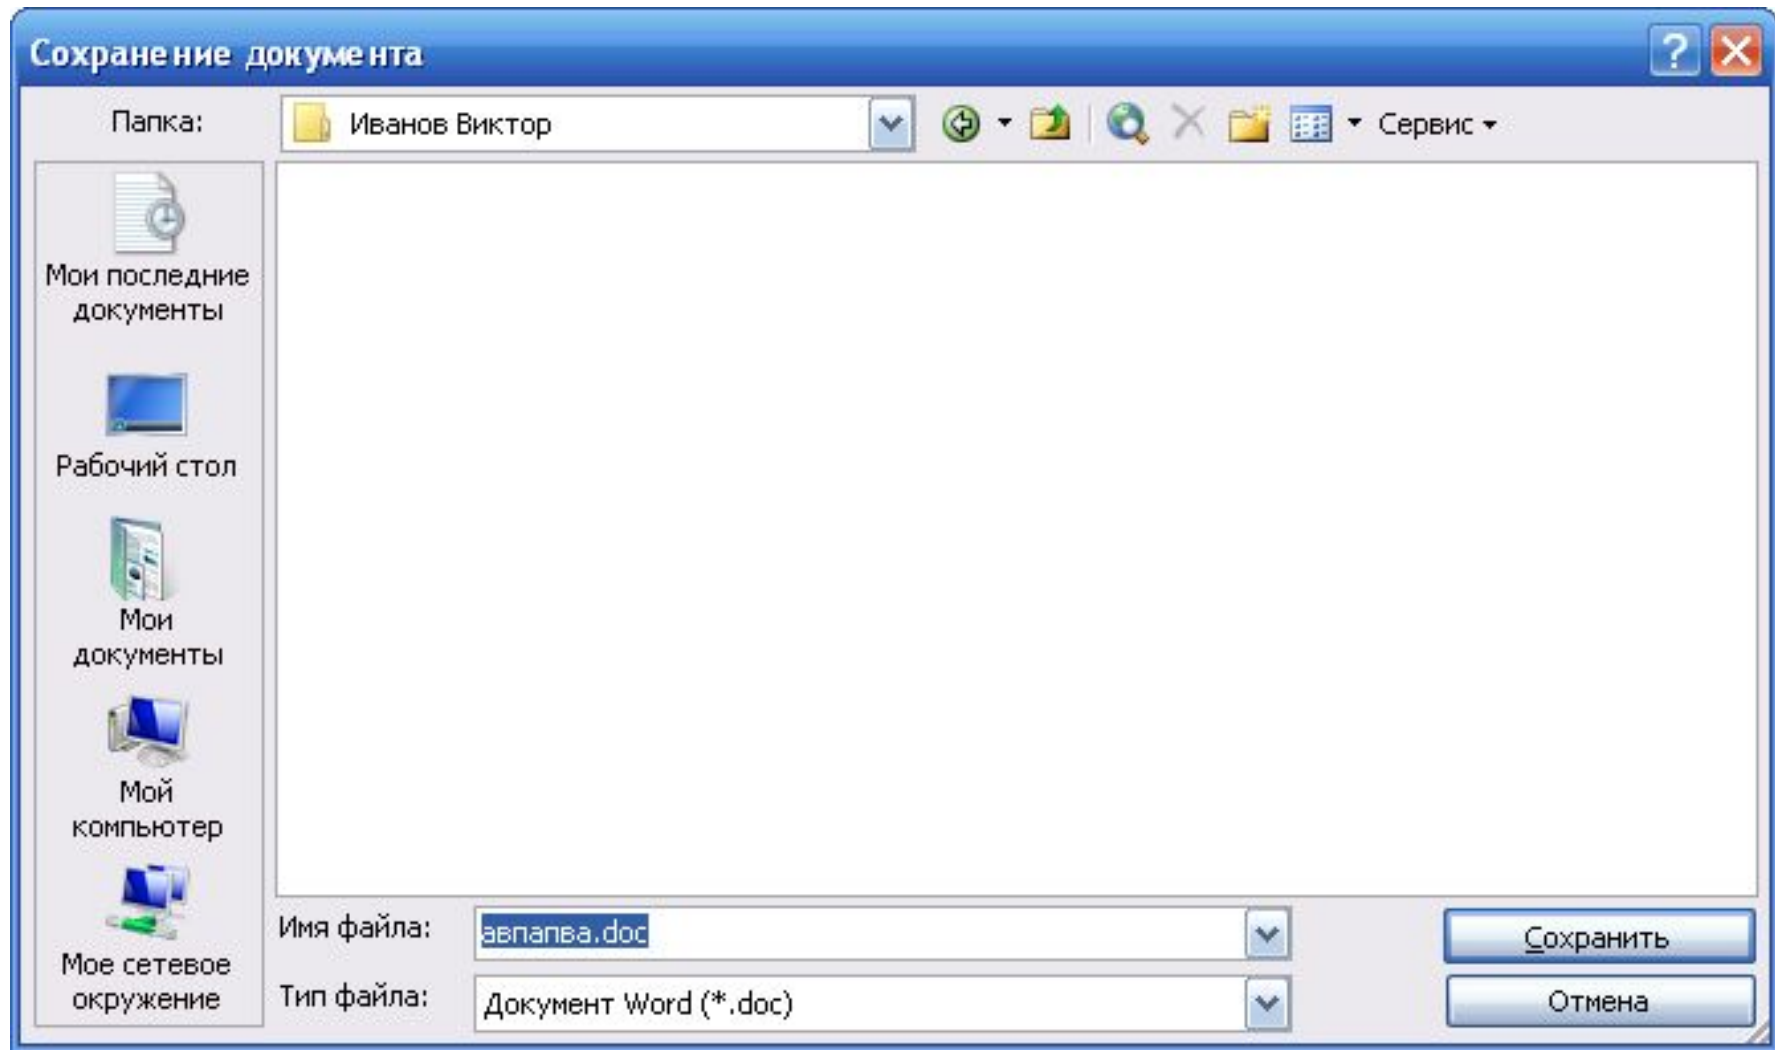 Сохранение документа
Папка:
Иванов Виктор
Сервис
Мои последние
документы
Рабочий стол
Мои
документы
Мой
компьютер
Мое сетевое
окружение
Имя файла:
авпапва.doc
Сохранить
Тип файла:
Документ Word (*.doc)
Отмена